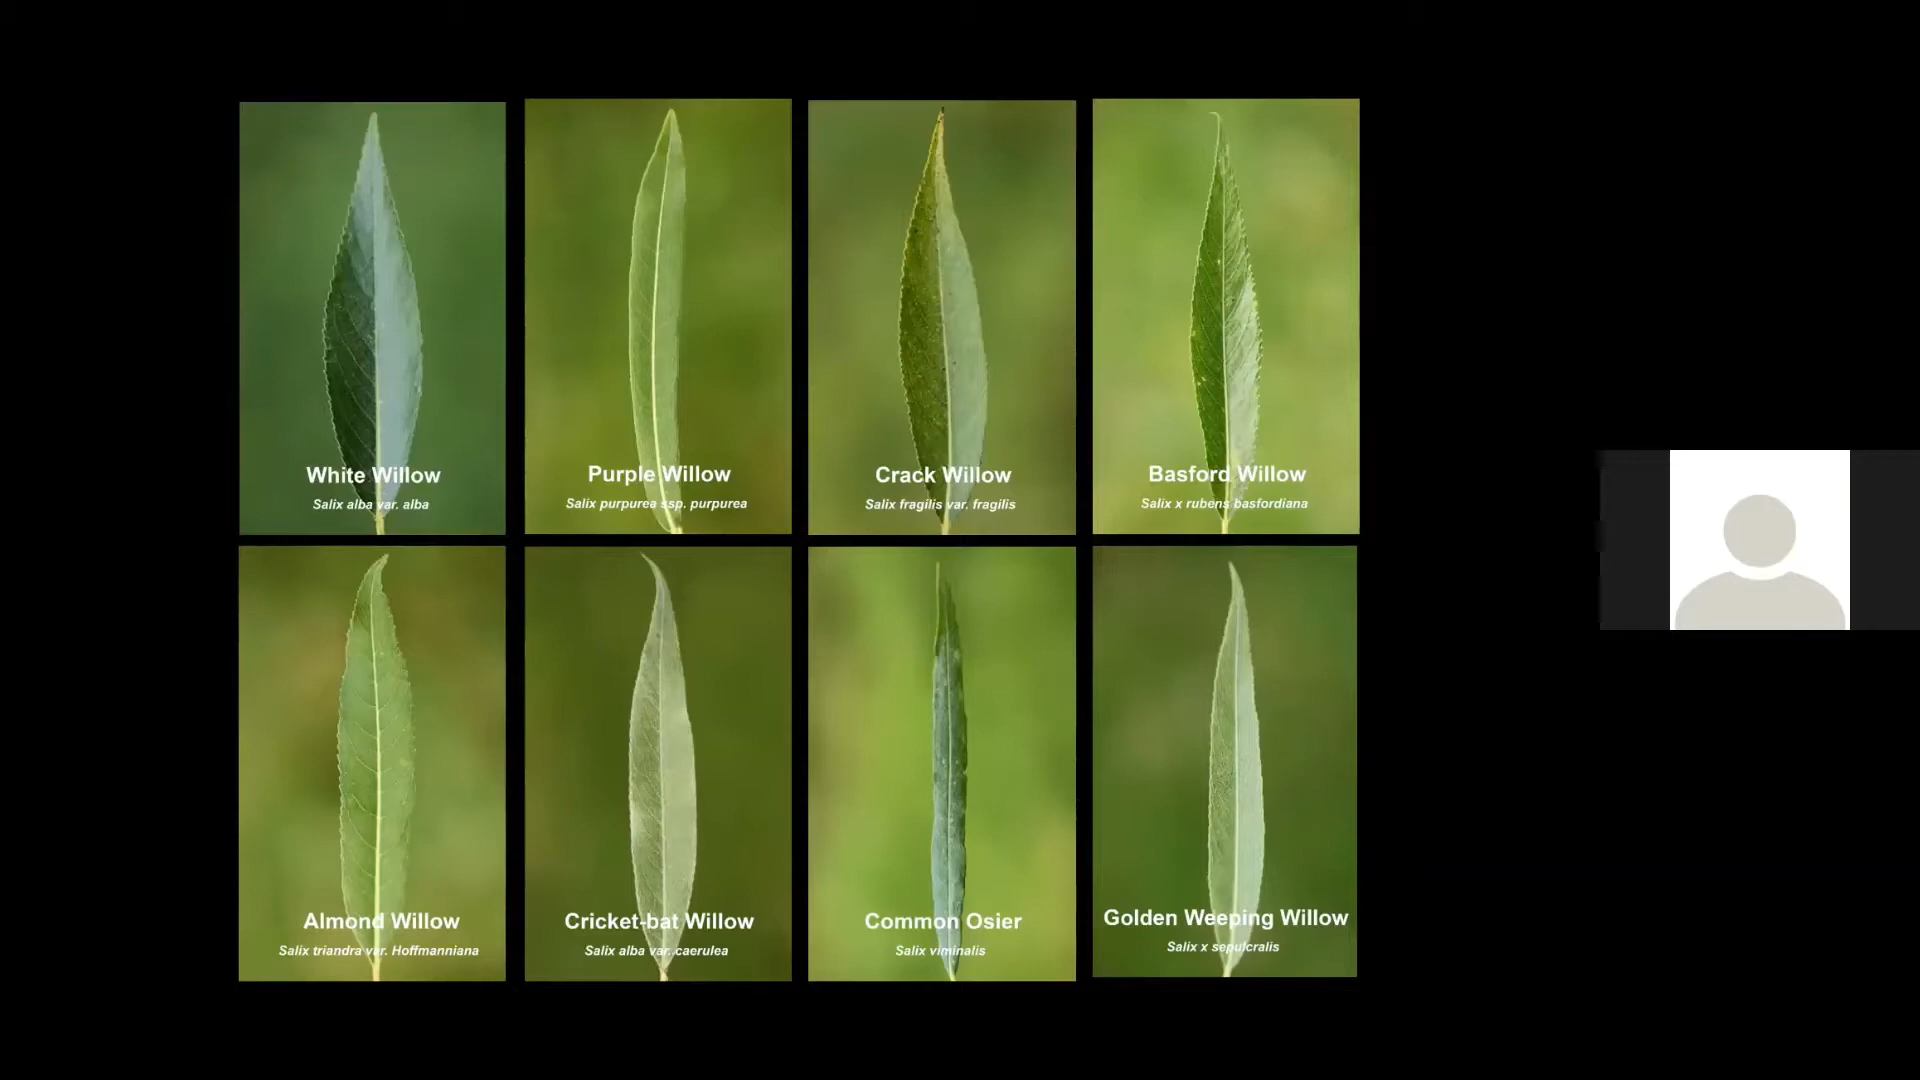 White Willow
Salix alba var. alba
Purple Willow
Salix purpurea ssp. purpurea
Crack Willow
Salix fragilis var. fragilis
Basford Willow
Salix x rubens basfordiana
Almond Willow
Salix triandra var. Hoffmanniana
Cricket-bat Willow
Salix alba var. caerulea
Common Osier
Salix viminalis
Golden Weeping Willow
Salix x sepulcralis